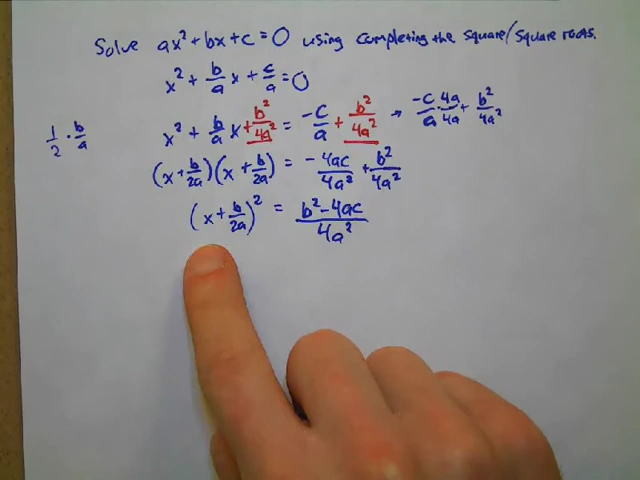 Solve ax² + bx + c = 0 using completing the square/square roots.
x² + b/a x + c/a = 0
1/2 · b/a
x² + b/a x + b²/4a² = -c/a + b²/4a² → -c/a · 4a/4a + b²/4a²
(x + b/2a)(x + b/2a) = -4ac/4a² + b²/4a²
(x + b/2a)² = b² - 4ac/4a²